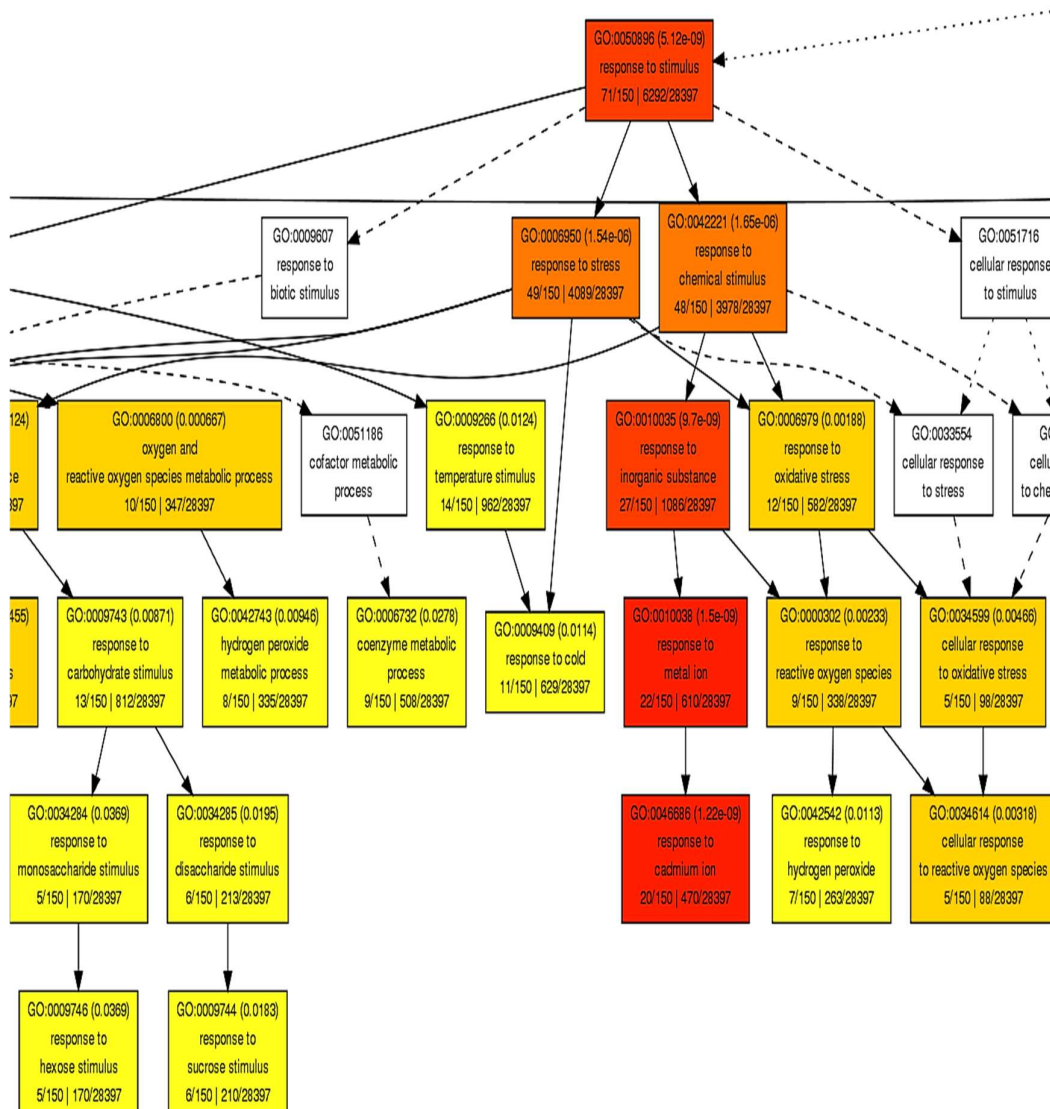 GO:0050896 (5.12e-09)
response to stimulus
71/150 | 6292/28397
GO:0009607
response to
biotic stimulus
GO:0006950 (1.54e-06)
response to stress
49/150 | 4089/28397
GO:0042221 (1.65e-06)
response to
chemical stimulus
48/150 | 3978/28397
GO:0051716
cellular response
to stimulus
124)
ce
397
GO:0006800 (0.000667)
oxygen and
reactive oxygen species metabolic process
10/150 | 347/28397
GO:0051186
cofactor metabolic
process
GO:0009266 (0.0124)
response to
temperature stimulus
14/150 | 962/28397
GO:0010035 (9.7e-09)
response to
inorganic substance
27/150 | 1086/28397
GO:0006979 (0.00188)
response to
oxidative stress
12/150 | 582/28397
GO:0033554
cellular response
to stress
cellu
to che
455)
s
397
GO:0009743 (0.00871)
response to
carbohydrate stimulus
13/150 | 812/28397
GO:0042743 (0.00946)
hydrogen peroxide
metabolic process
8/150 | 335/28397
GO:0006732 (0.0278)
coenzyme metabolic
process
9/150 | 508/28397
GO:0009409 (0.0114)
response to cold
11/150 | 629/28397
GO:0010038 (1.5e-09)
response to
metal ion
22/150 | 610/28397
GO:0000302 (0.00233)
response to
reactive oxygen species
9/150 | 338/28397
GO:0034599 (0.00466)
cellular response
to oxidative stress
5/150 | 98/28397
GO:0034284 (0.0369)
response to
monosaccharide stimulus
5/150 | 170/28397
GO:0034285 (0.0195)
response to
disaccharide stimulus
6/150 | 213/28397
GO:0046686 (1.22e-09)
response to
cadmium ion
20/150 | 470/28397
GO:0042542 (0.0113)
response to
hydrogen peroxide
7/150 | 263/28397
GO:0034614 (0.00318)
cellular response
to reactive oxygen species
5/150 | 88/28397
GO:0009746 (0.0369)
response to
hexose stimulus
5/150 | 170/28397
GO:0009744 (0.0183)
response to
sucrose stimulus
6/150 | 210/28397